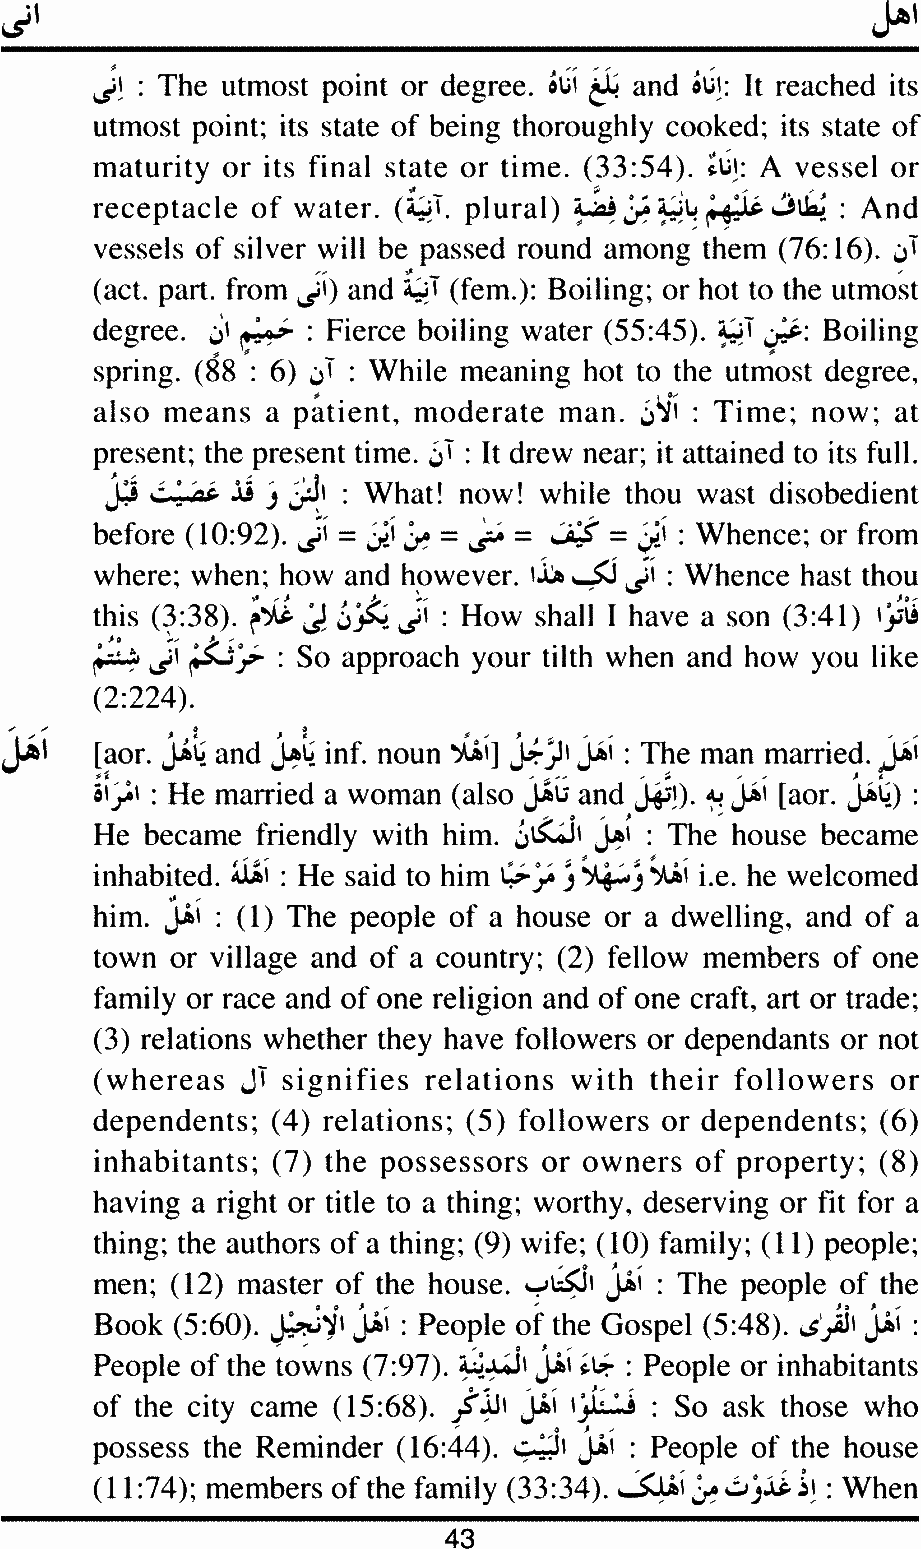 انی اهل
اِنًى : The utmost point or degree. بَلَغَ اَنَاهُ and اِنَاهُ: It reached its
utmost point; its state of being thoroughly cooked; its state of
maturity or its final state or time. (33:54). اِنَاءٌ: A vessel or
receptacle of water. (آنِيَةٌ. plural) يُطَافُ عَلَيْهِمْ بِاٰنِيَةٍ مِّنْ فِضَّةٍ : And
vessels of silver will be passed round among them (76:16). آنٍ
(act. part. from اَنٰى) and آنِيَةٌ (fem.): Boiling; or hot to the utmost
degree. حَمِيْمٍ اٰنٍ : Fierce boiling water (55:45). عَيْنٍ آنِيَةٍ: Boiling
spring. (88 : 6) آنٍ : While meaning hot to the utmost degree,
also means a patient, moderate man. اَلْاٰنَ : Time; now; at
present; the present time. آنَ : It drew near; it attained to its full.
اٰلْئٰنَ وَ قَدْ عَصَيْتَ قَبْلُ : What! now! while thou wast disobedient
before (10:92). اَنّٰى = مِنْ اَيْنَ = مَتٰى = كَيْفَ = اَيْنَ : Whence; or from
where; when; how and however. اَنّٰى لَكِ هٰذَا : Whence hast thou
this (3:38). اَنّٰى يَكُوْنُ لِيْ غُلَامٌ : How shall I have a son (3:41) فَاْتُوْا
حَرْثَكُمْ اَنّٰى شِئْتُمْ : So approach your tilth when and how you like
(2:224).
اَهَلَ [aor. يَأْهُلُ and يَأْهِلُ inf. noun اَهْلًا] اَهَلَ الرَّجُلُ : The man married. اَهَلَ
امْرَأَةً : He married a woman (also تَاَهَّلَ and اِتَّهَلَ). اَهَلَ بِهٖ [aor. يَاْهَلُ) :
He became friendly with him. اَهِلَ الْمَكَانُ : The house became
inhabited. اَهَّلَهُ : He said to him اَهْلاً وَّسَهْلاً وَّ مَرْحَبًا i.e. he welcomed
him. اَهْلٌ : (1) The people of a house or a dwelling, and of a
town or village and of a country; (2) fellow members of one
family or race and of one religion and of one craft, art or trade;
(3) relations whether they have followers or dependants or not
(whereas آل signifies relations with their followers or
dependents; (4) relations; (5) followers or dependents; (6)
inhabitants; (7) the possessors or owners of property; (8)
having a right or title to a thing; worthy, deserving or fit for a
thing; the authors of a thing; (9) wife; (10) family; (11) people;
men; (12) master of the house. اَهْلُ الْكِتَابِ : The people of the
Book (5:60). اَهْلُ الْاِنْجِيْلِ : People of the Gospel (5:48). اَهْلُ الْقُرٰى :
People of the towns (7:97). جَاءَ اَهْلُ الْمَدِيْنَةِ : People or inhabitants
of the city came (15:68). فَسْئَلُوْا اَهْلَ الذِّكْرِ : So ask those who
possess the Reminder (16:44). اَهْلَ الْبَيْتِ : People of the house
(11:74); members of the family (33:34). اِذْ غَدَوْتَ مِنْ اَهْلِكَ : When
43